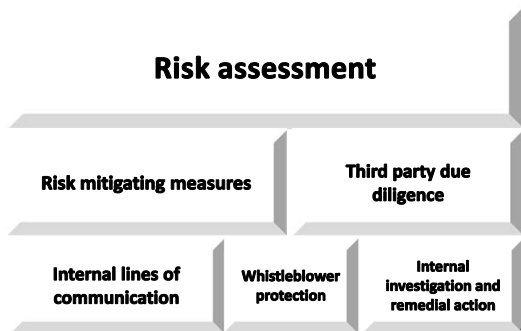 Risk assessment
Risk mitigating measures
Third party due
diligence
Internal lines of
communication
Whistleblower
protection
Internal
investigation and
remedial action